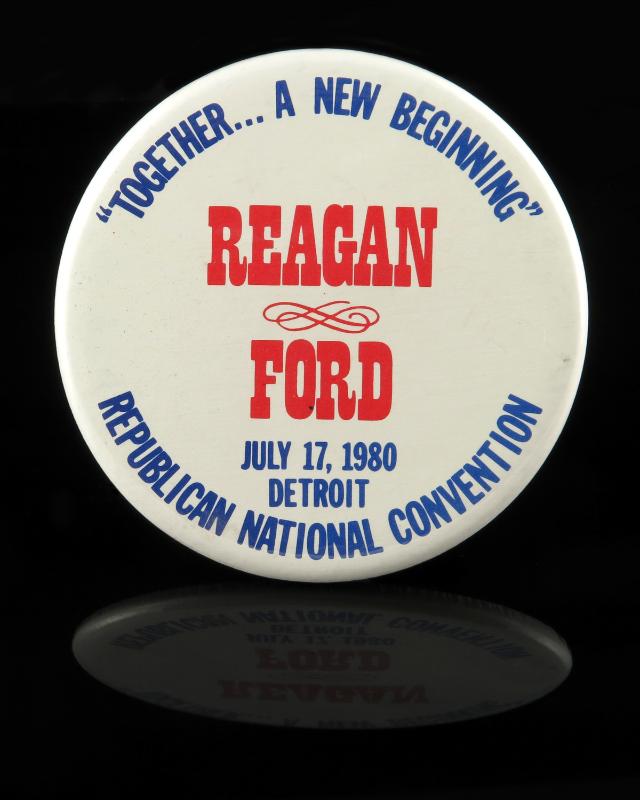 “TOGETHER... A NEW BEGINNING”
REAGAN
FORD
JULY 17, 1980
DETROIT
REPUBLICAN NATIONAL CONVENTION